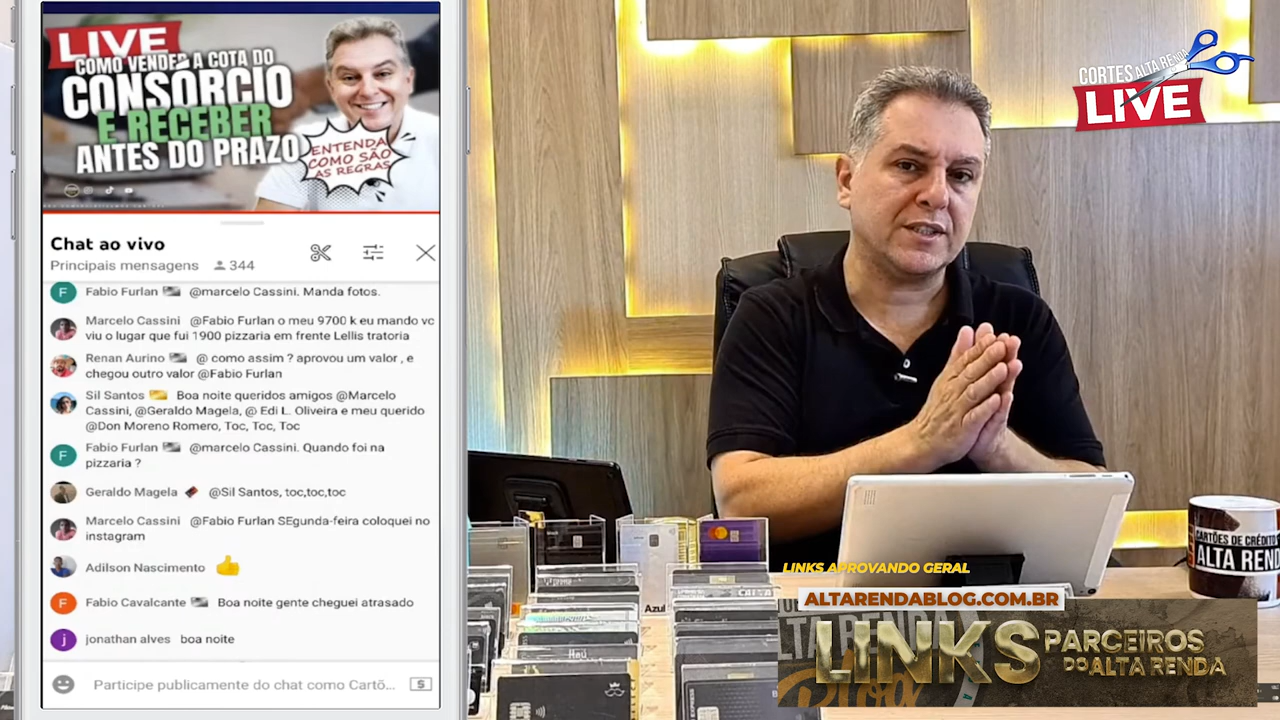 LIVE
COMO VENDER A COTA DO
CONSÓRCIO
E RECEBER
ANTES DO PRAZO
ENTENDA
COMO SÃO
AS REGRAS
Chat ao vivo
Principais mensagens 344
F Fabio Furlan @marcelo Cassini. Manda fotos.
Marcelo Cassini @Fabio Furlan o meu 9700 k eu mando vc
viu o lugar que fui 1900 pizzaria em frente Lellis tratoria
Renan Aurino @ como assim ? aprovou um valor , e
chegou outro valor @Fabio Furlan
Sil Santos Boa noite queridos amigos @Marcelo
Cassini, @Geraldo Magela, @ Edi L. Oliveira e meu querido
@Don Moreno Romero, Toc, Toc, Toc
F Fabio Furlan @marcelo Cassini. Quando foi na
pizzaria ?
Geraldo Magela @Sil Santos, toc,toc,toc
Marcelo Cassini @Fabio Furlan SEgunda-feira coloquei no
instagram
Adilson Nascimento 👍
F Fabio Cavalcante Boa noite gente cheguei atrasado
j jonathan alves boa noite
Participe publicamente do chat como Cartõ... $
CORTES ALTA RENDA
LIVE
CARTÕES DE CRÉDITO
ALTA REND
Azul
Itaú
LINKS APROVANDO GERAL
ALTARENDABLOG.COM.BR
LTA RENDA
Blog
LINKS PARCEIROS
DO ALTA RENDA